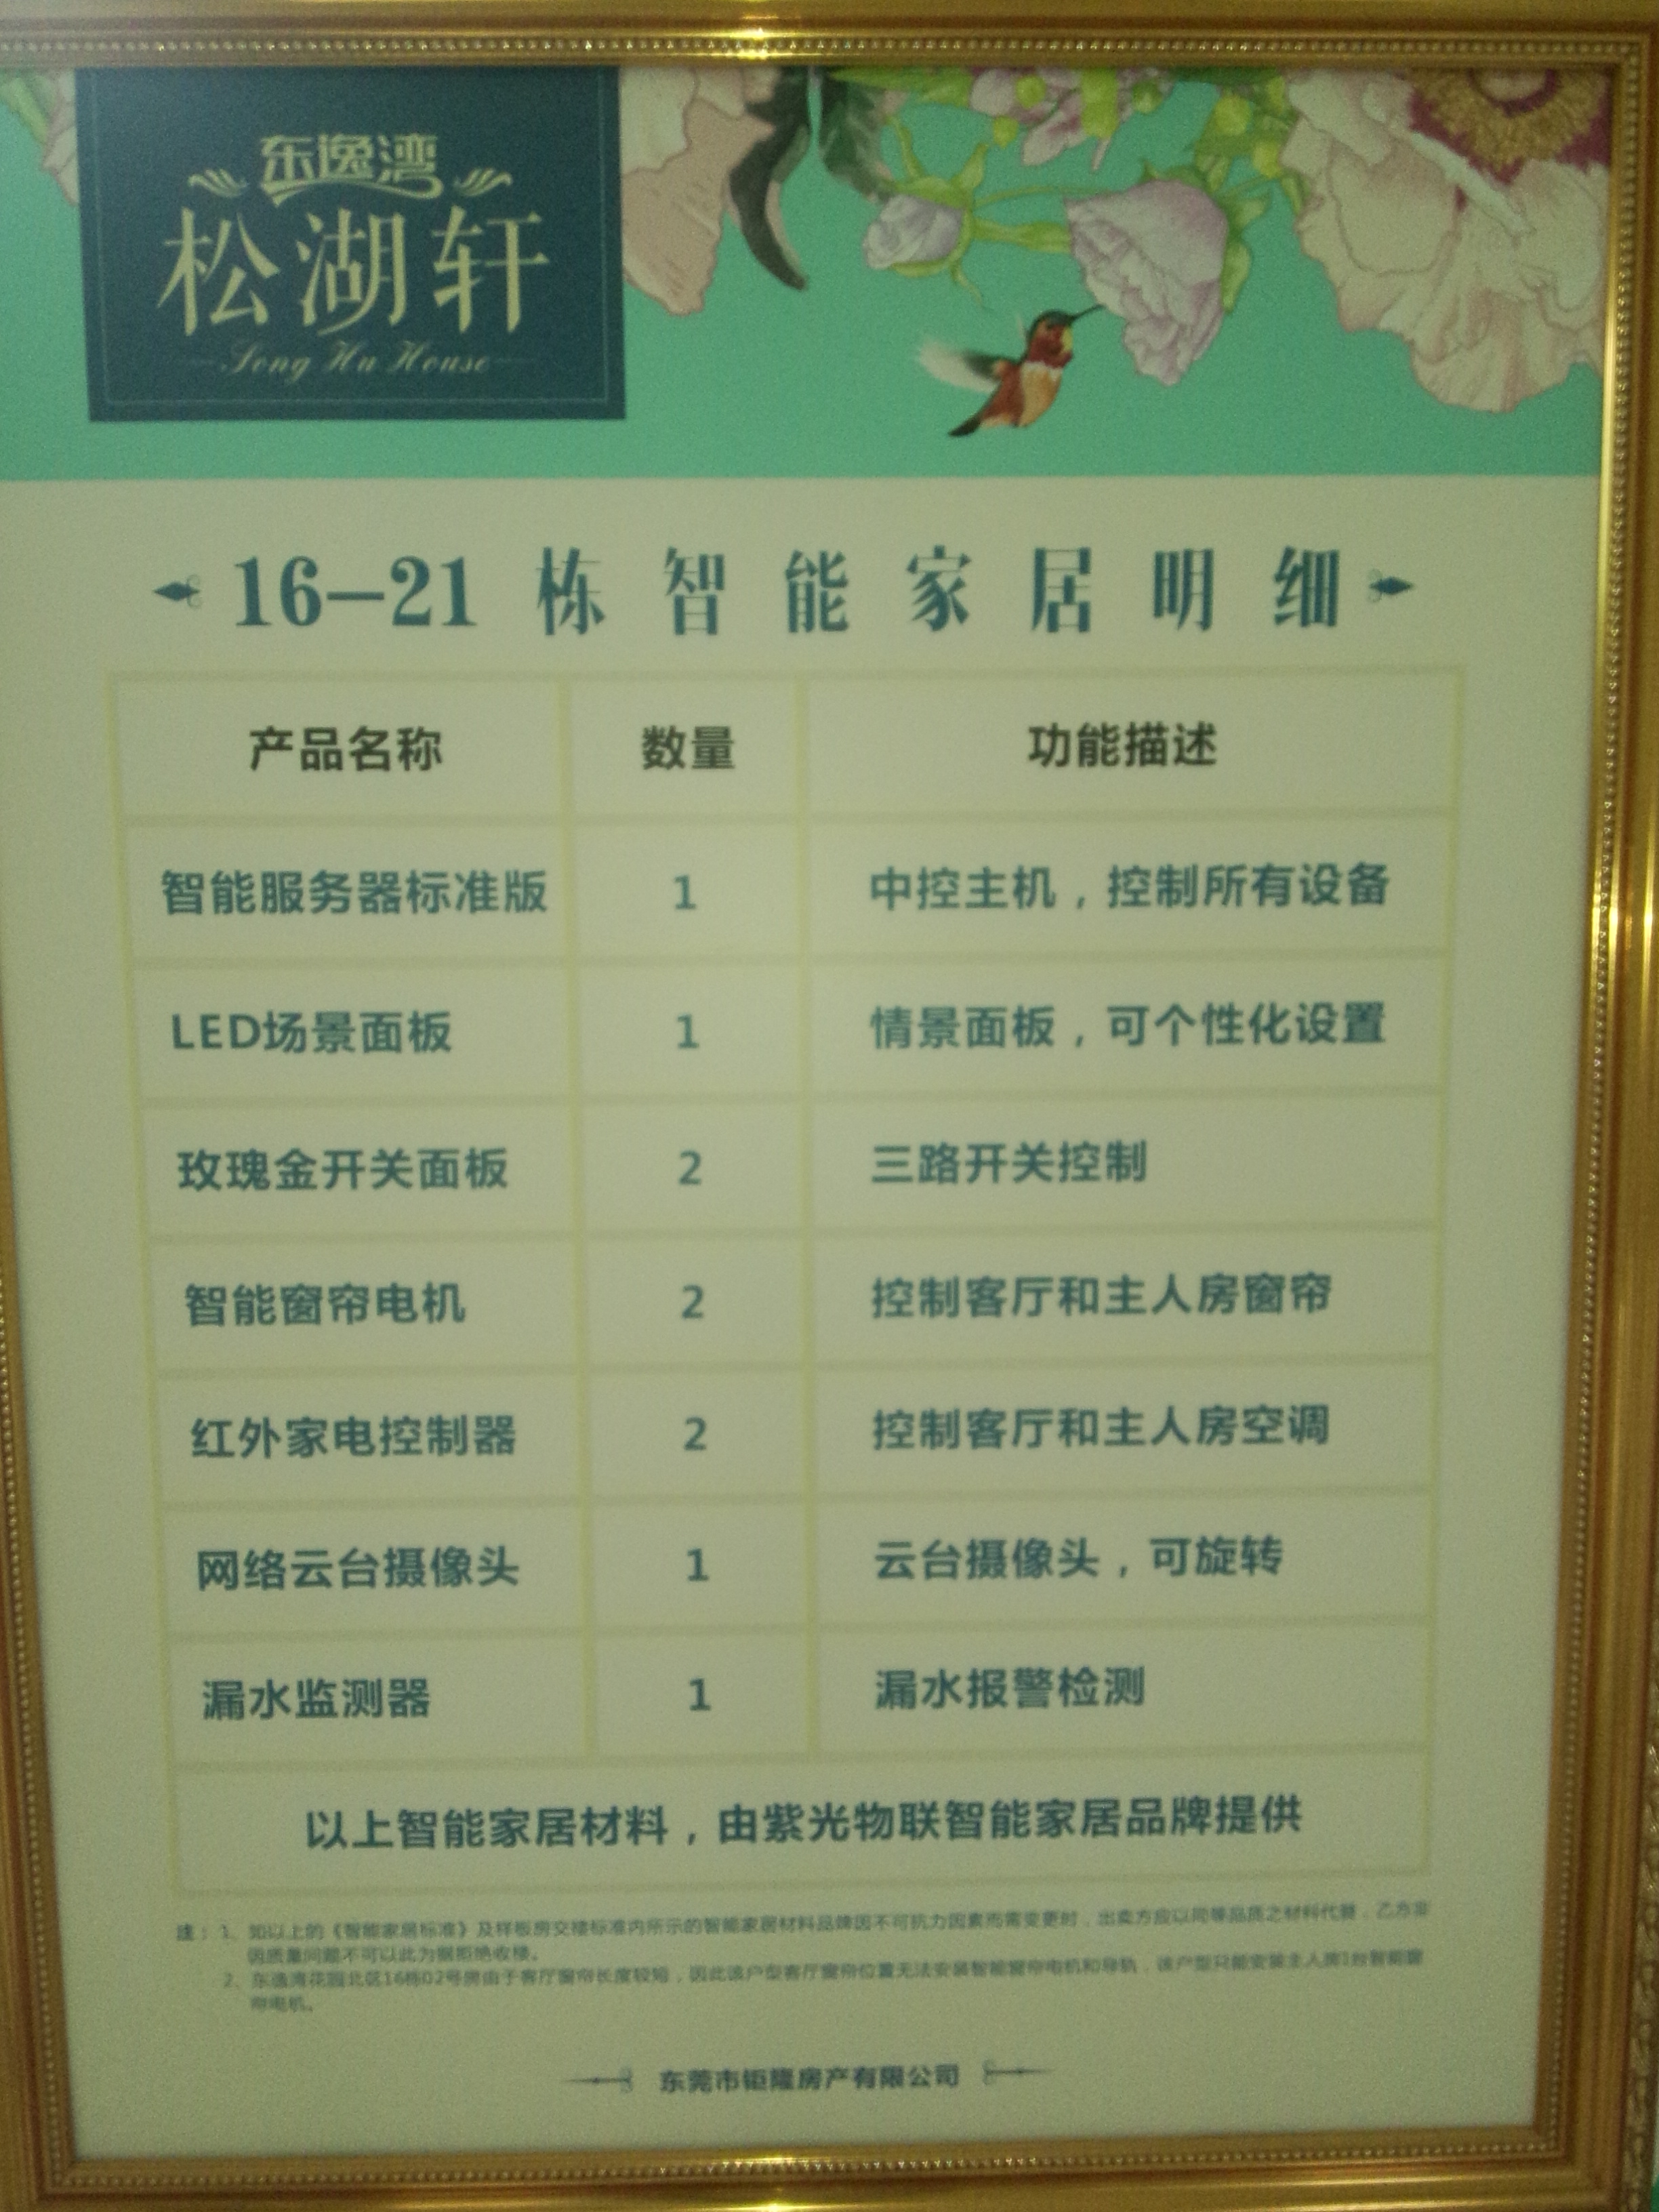 东逸湾
松湖轩
Song Hu House
16—21 栋智能家居明细
产品名称 数量 功能描述
智能服务器标准版 1 中控主机，控制所有设备
LED场景面板 1 情景面板，可个性化设置
玫瑰金开关面板 2 三路开关控制
智能窗帘电机 2 控制客厅和主人房窗帘
红外家电控制器 2 控制客厅和主人房空调
网络云台摄像头 1 云台摄像头，可旋转
漏水监测器 1 漏水报警检测
以上智能家居材料，由紫光物联智能家居品牌提供
注：1、如以上的《智能家居标准》及样板房交楼标准内所示的智能家居材料品牌因不可抗力因素而需变更时，出卖方应以同等品质之材料代替，乙方非
因质量问题不可以此为据拒绝收楼。
2、东逸湾花园北区16栋02号房由于客厅窗帘长度较短，因此该户型客厅窗帘位置无法安装智能窗帘电机和导轨，该户型只能安装主人房1台智能窗
帘电机。
东莞市钜隆房产有限公司